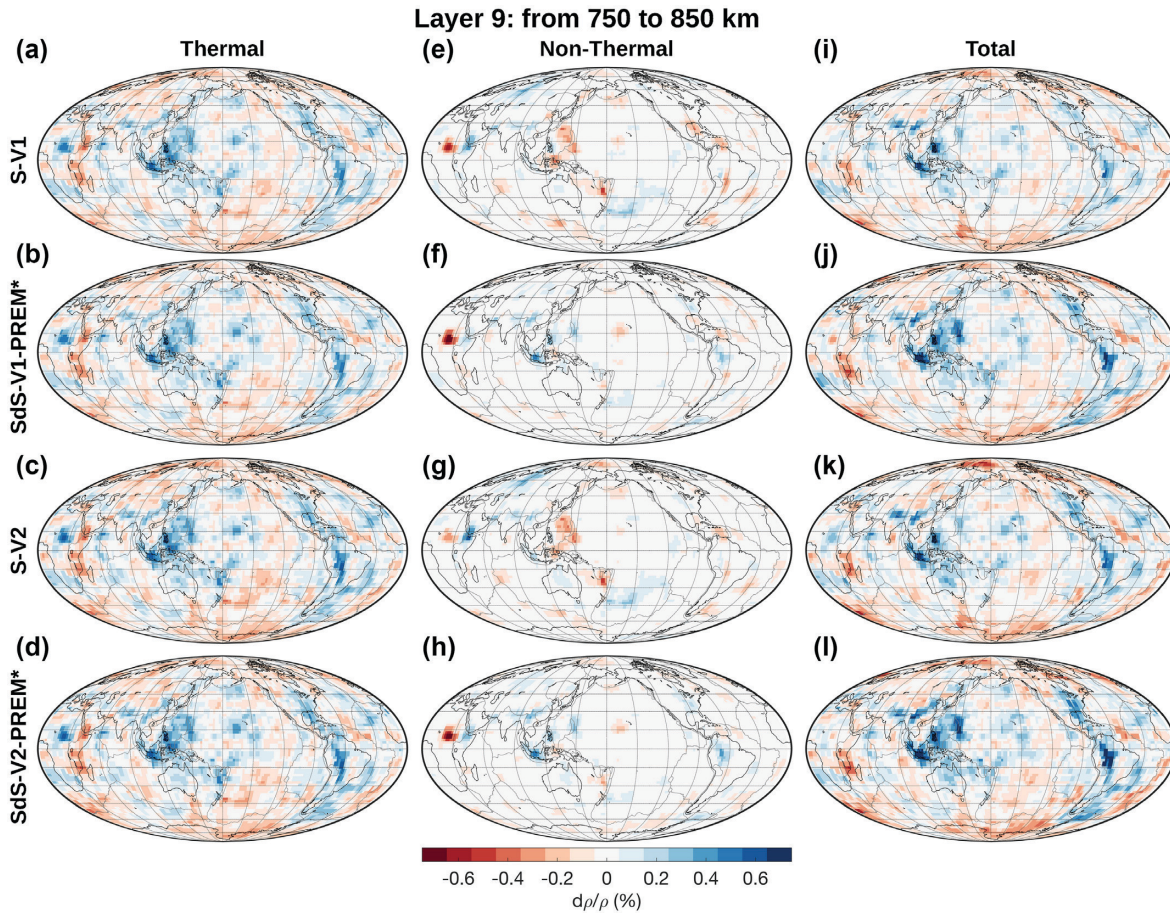 Layer 9: from 750 to 850 km
(a) Thermal (e) Non-Thermal (i) Total
S-V1
(b) (f) (j)
SdS-V1-PREM*
(c) (g) (k)
S-V2
(d) (h) (l)
SdS-V2-PREM*
-0.6 -0.4 -0.2 0 0.2 0.4 0.6
dρ/ρ (%)